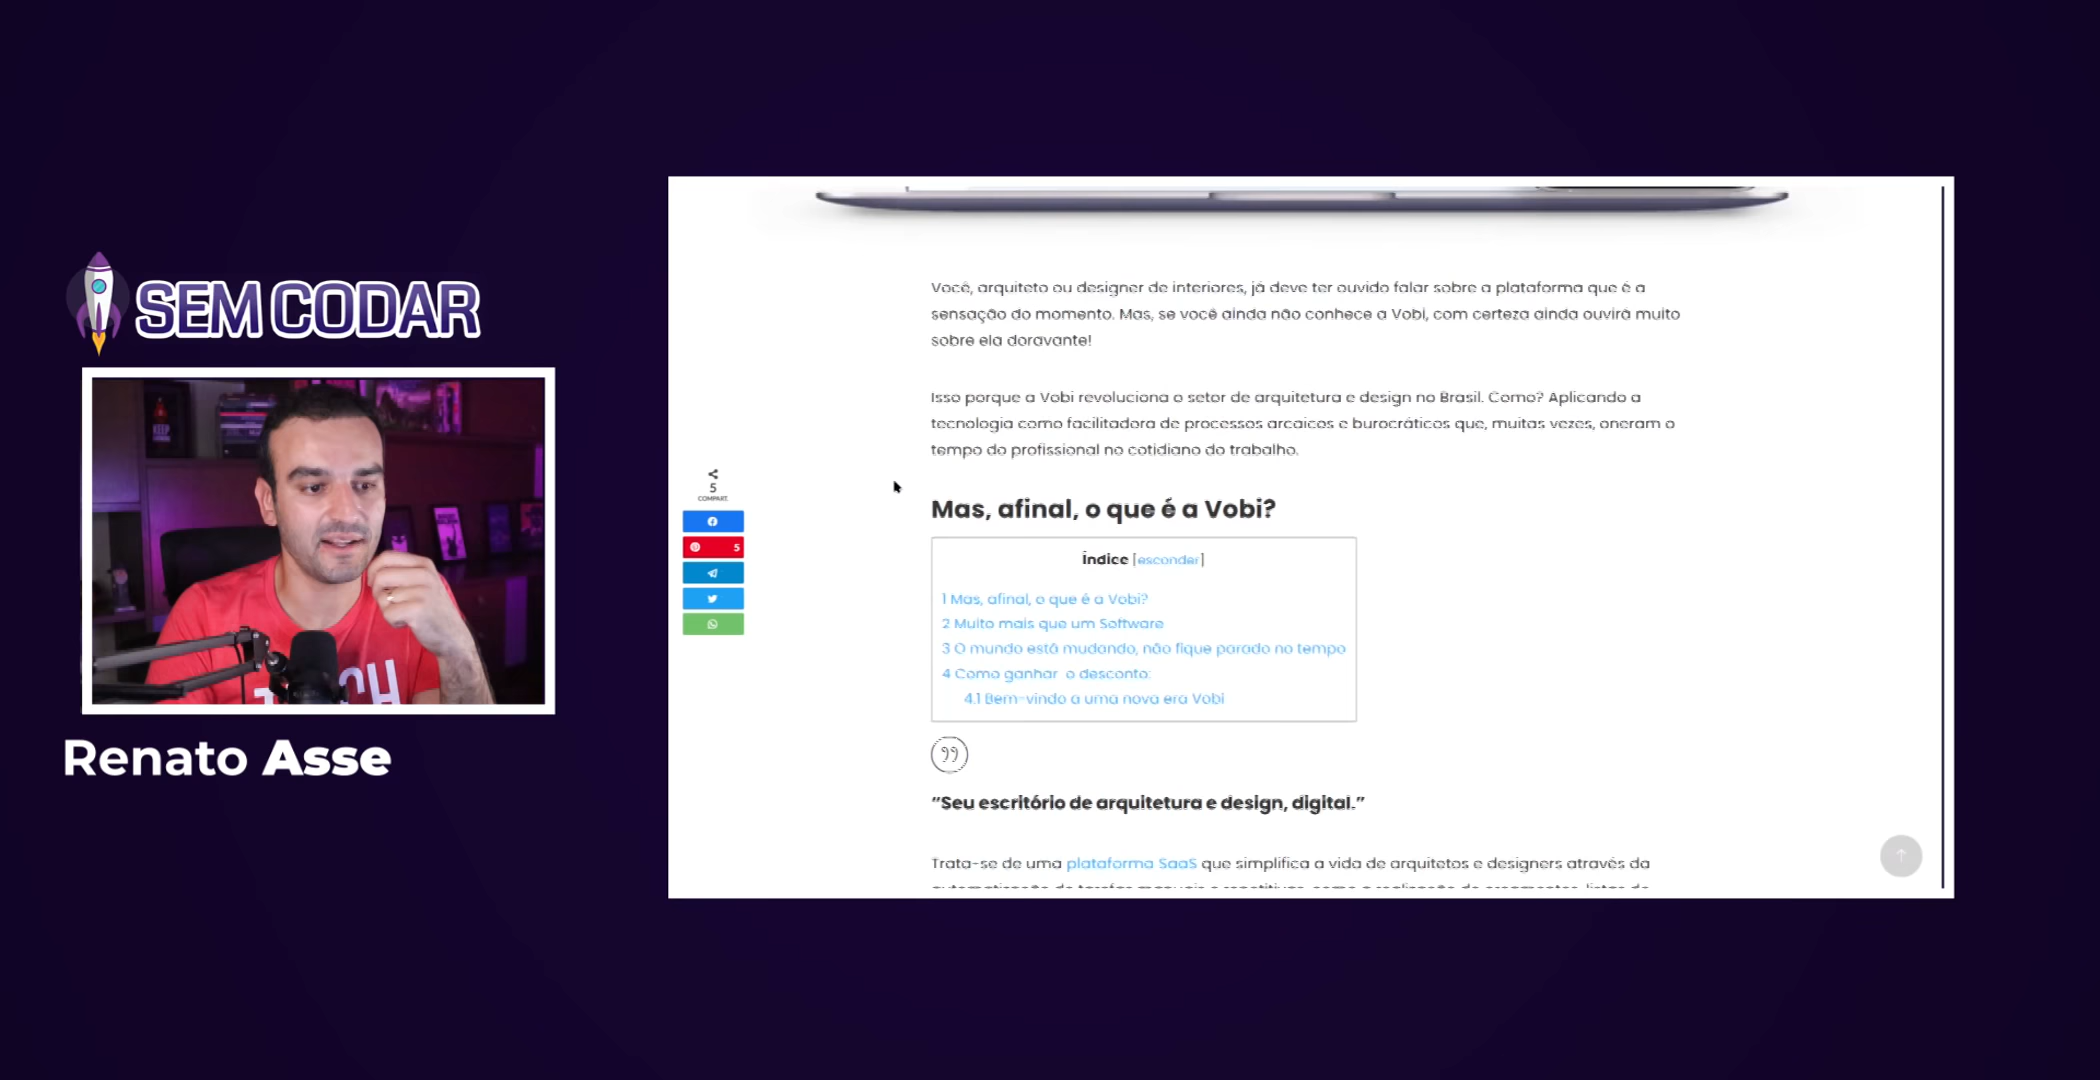 SEM CODAR
Renato Asse
Você, arquiteto ou designer de interiores, já deve ter ouvido falar sobre a plataforma que é a
sensação do momento. Mas, se você ainda não conhece a Vobi, com certeza ainda ouvirá muito
sobre ela doravante!
Isso porque a Vobi revoluciona o setor de arquitetura e design no Brasil. Como? Aplicando a
tecnologia como facilitadora de processos arcaicos e burocráticos que, muitas vezes, oneram o
tempo do profissional no cotidiano do trabalho.
5
COMPART.
5
Mas, afinal, o que é a Vobi?
Índice [esconder]
1 Mas, afinal, o que é a Vobi?
2 Muito mais que um Software
3 O mundo está mudando, não fique parado no tempo
4 Como ganhar o desconto:
4.1 Bem-vindo a uma nova era Vobi
“Seu escritório de arquitetura e design, digital.”
Trata-se de uma plataforma SaaS que simplifica a vida de arquitetos e designers através da